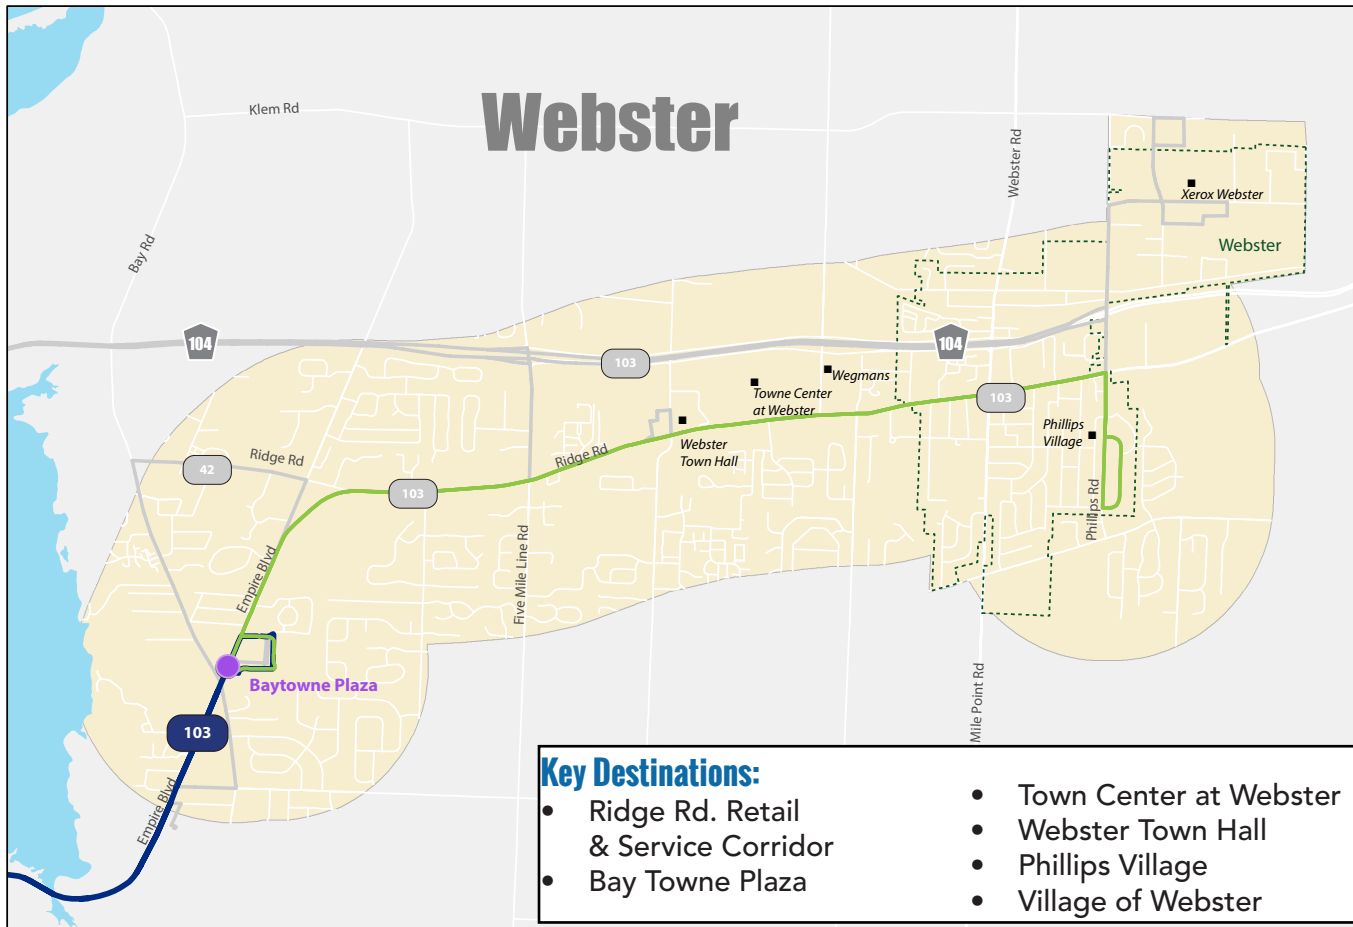 Webster
Klem Rd
Webster Rd
Xerox Webster
Webster
Bay Rd
104
103
104
Wegmans
Towne Center
at Webster
103
Webster
Town Hall
Phillips
Village
Ridge Rd
42
Ridge Rd
103
Phillips Rd
Empire Blvd
Five Mile Line Rd
Baytowne Plaza
Mile Point Rd
103
Empire Blvd
Key Destinations:
• Ridge Rd. Retail
& Service Corridor
• Bay Towne Plaza
• Town Center at Webster
• Webster Town Hall
• Phillips Village
• Village of Webster